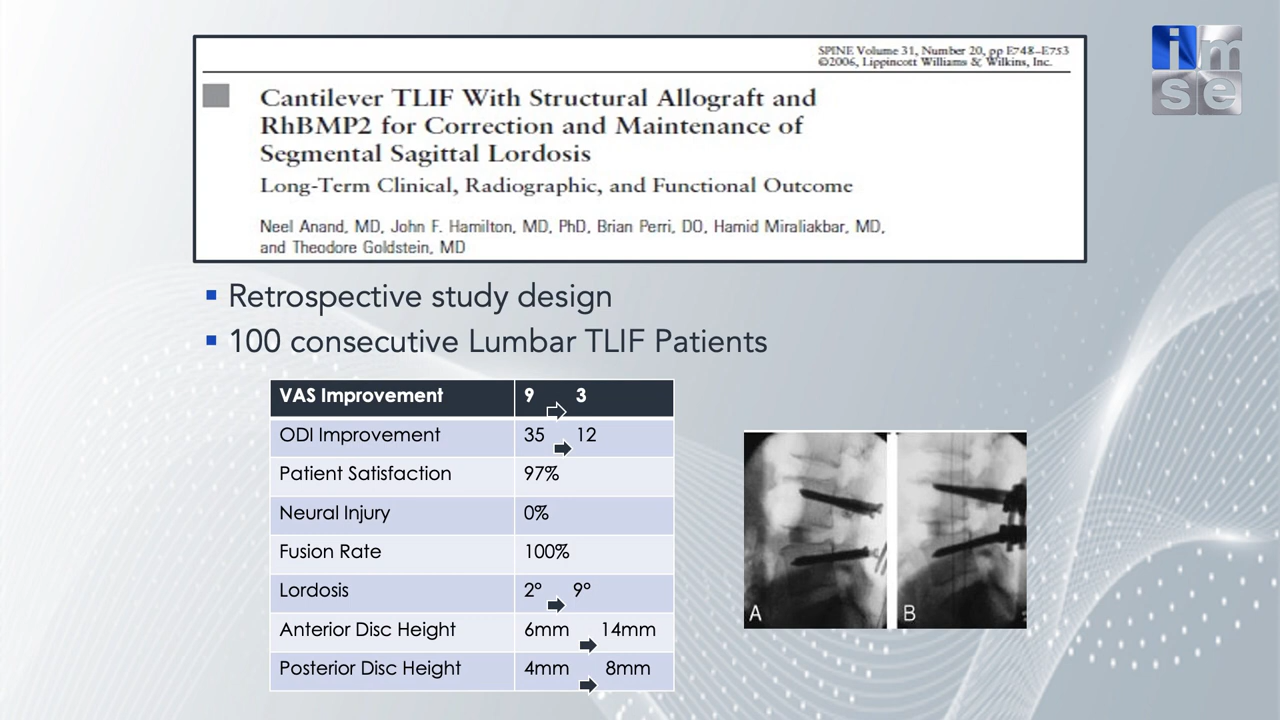 SPINE Volume 31, Number 20, pp E748–E753
©2006, Lippincott Williams & Wilkins, Inc.
im
se
Cantilever TLIF With Structural Allograft and
RhBMP2 for Correction and Maintenance of
Segmental Sagittal Lordosis
Long-Term Clinical, Radiographic, and Functional Outcome
Neel Anand, MD, John F. Hamilton, MD, PhD, Brian Perri, DO, Hamid Miraliakbar, MD,
and Theodore Goldstein, MD
Retrospective study design
100 consecutive Lumbar TLIF Patients
VAS Improvement 9 3
ODI Improvement 35 12
Patient Satisfaction 97%
Neural Injury 0%
Fusion Rate 100%
Lordosis 2° 9°
Anterior Disc Height 6mm 14mm
Posterior Disc Height 4mm 8mm
A B